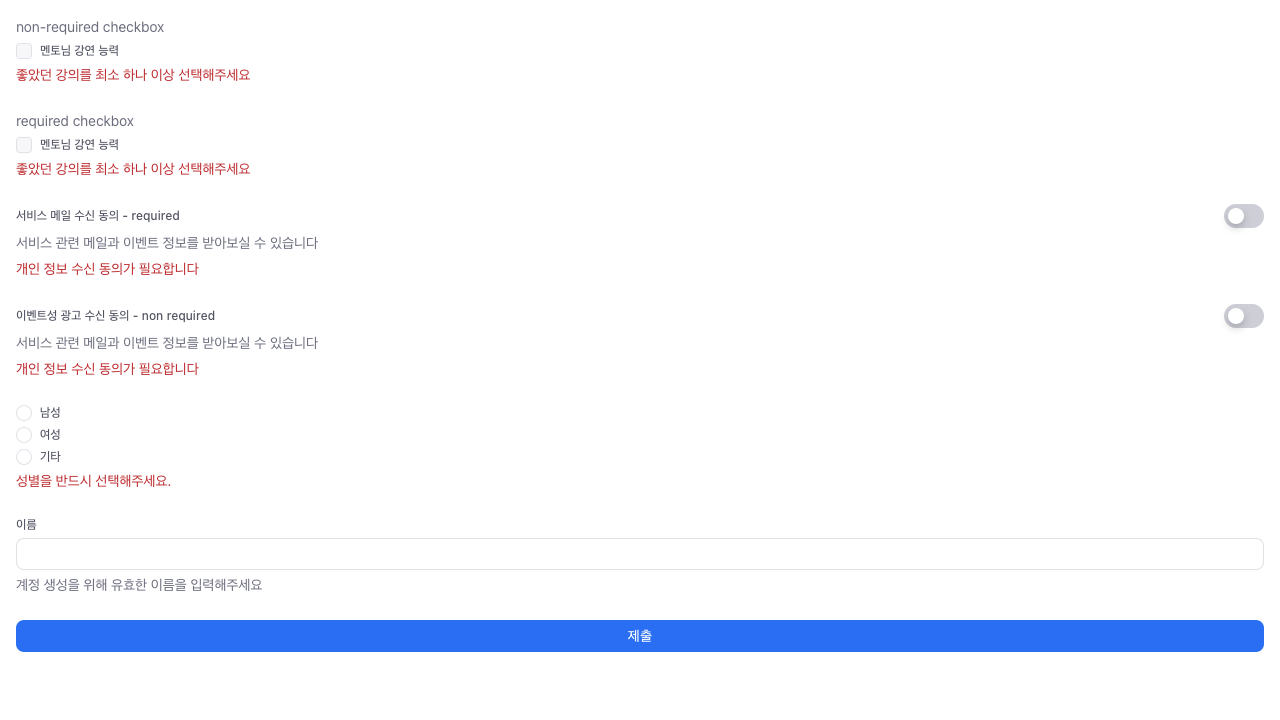 non-required checkbox
멘토님 강연 능력
좋았던 강의를 최소 하나 이상 선택해주세요
required checkbox
멘토님 강연 능력
좋았던 강의를 최소 하나 이상 선택해주세요
서비스 메일 수신 동의 - required
서비스 관련 메일과 이벤트 정보를 받아보실 수 있습니다
개인 정보 수신 동의가 필요합니다
이벤트성 광고 수신 동의 - non required
서비스 관련 메일과 이벤트 정보를 받아보실 수 있습니다
개인 정보 수신 동의가 필요합니다
남성
여성
기타
성별을 반드시 선택해주세요.
이름
계정 생성을 위해 유효한 이름을 입력해주세요
제출